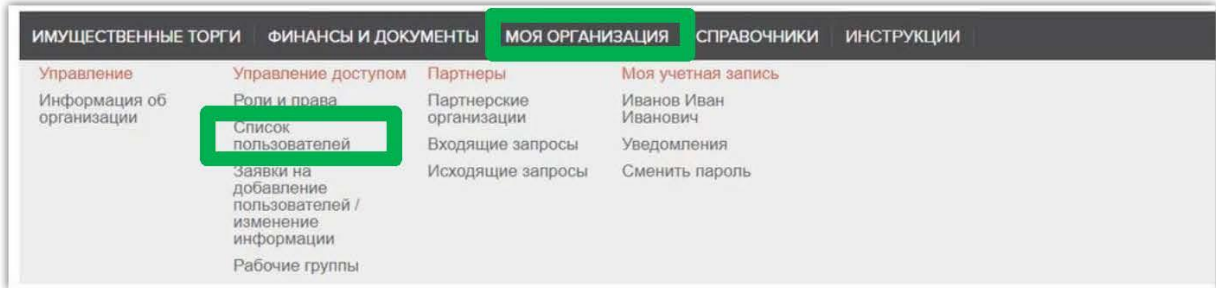 ИМУЩЕСТВЕННЫЕ ТОРГИ ФИНАНСЫ И ДОКУМЕНТЫ МОЯ ОРГАНИЗАЦИЯ СПРАВОЧНИКИ ИНСТРУКЦИИ
Управление
Информация об
организации
Управление доступом
Роли и права
Список
пользователей
Заявки на
добавление
пользователей /
изменение
информации
Рабочие группы
Партнеры
Партнерские
организации
Входящие запросы
Исходящие запросы
Моя учетная запись
Иванов Иван
Иванович
Уведомления
Сменить пароль